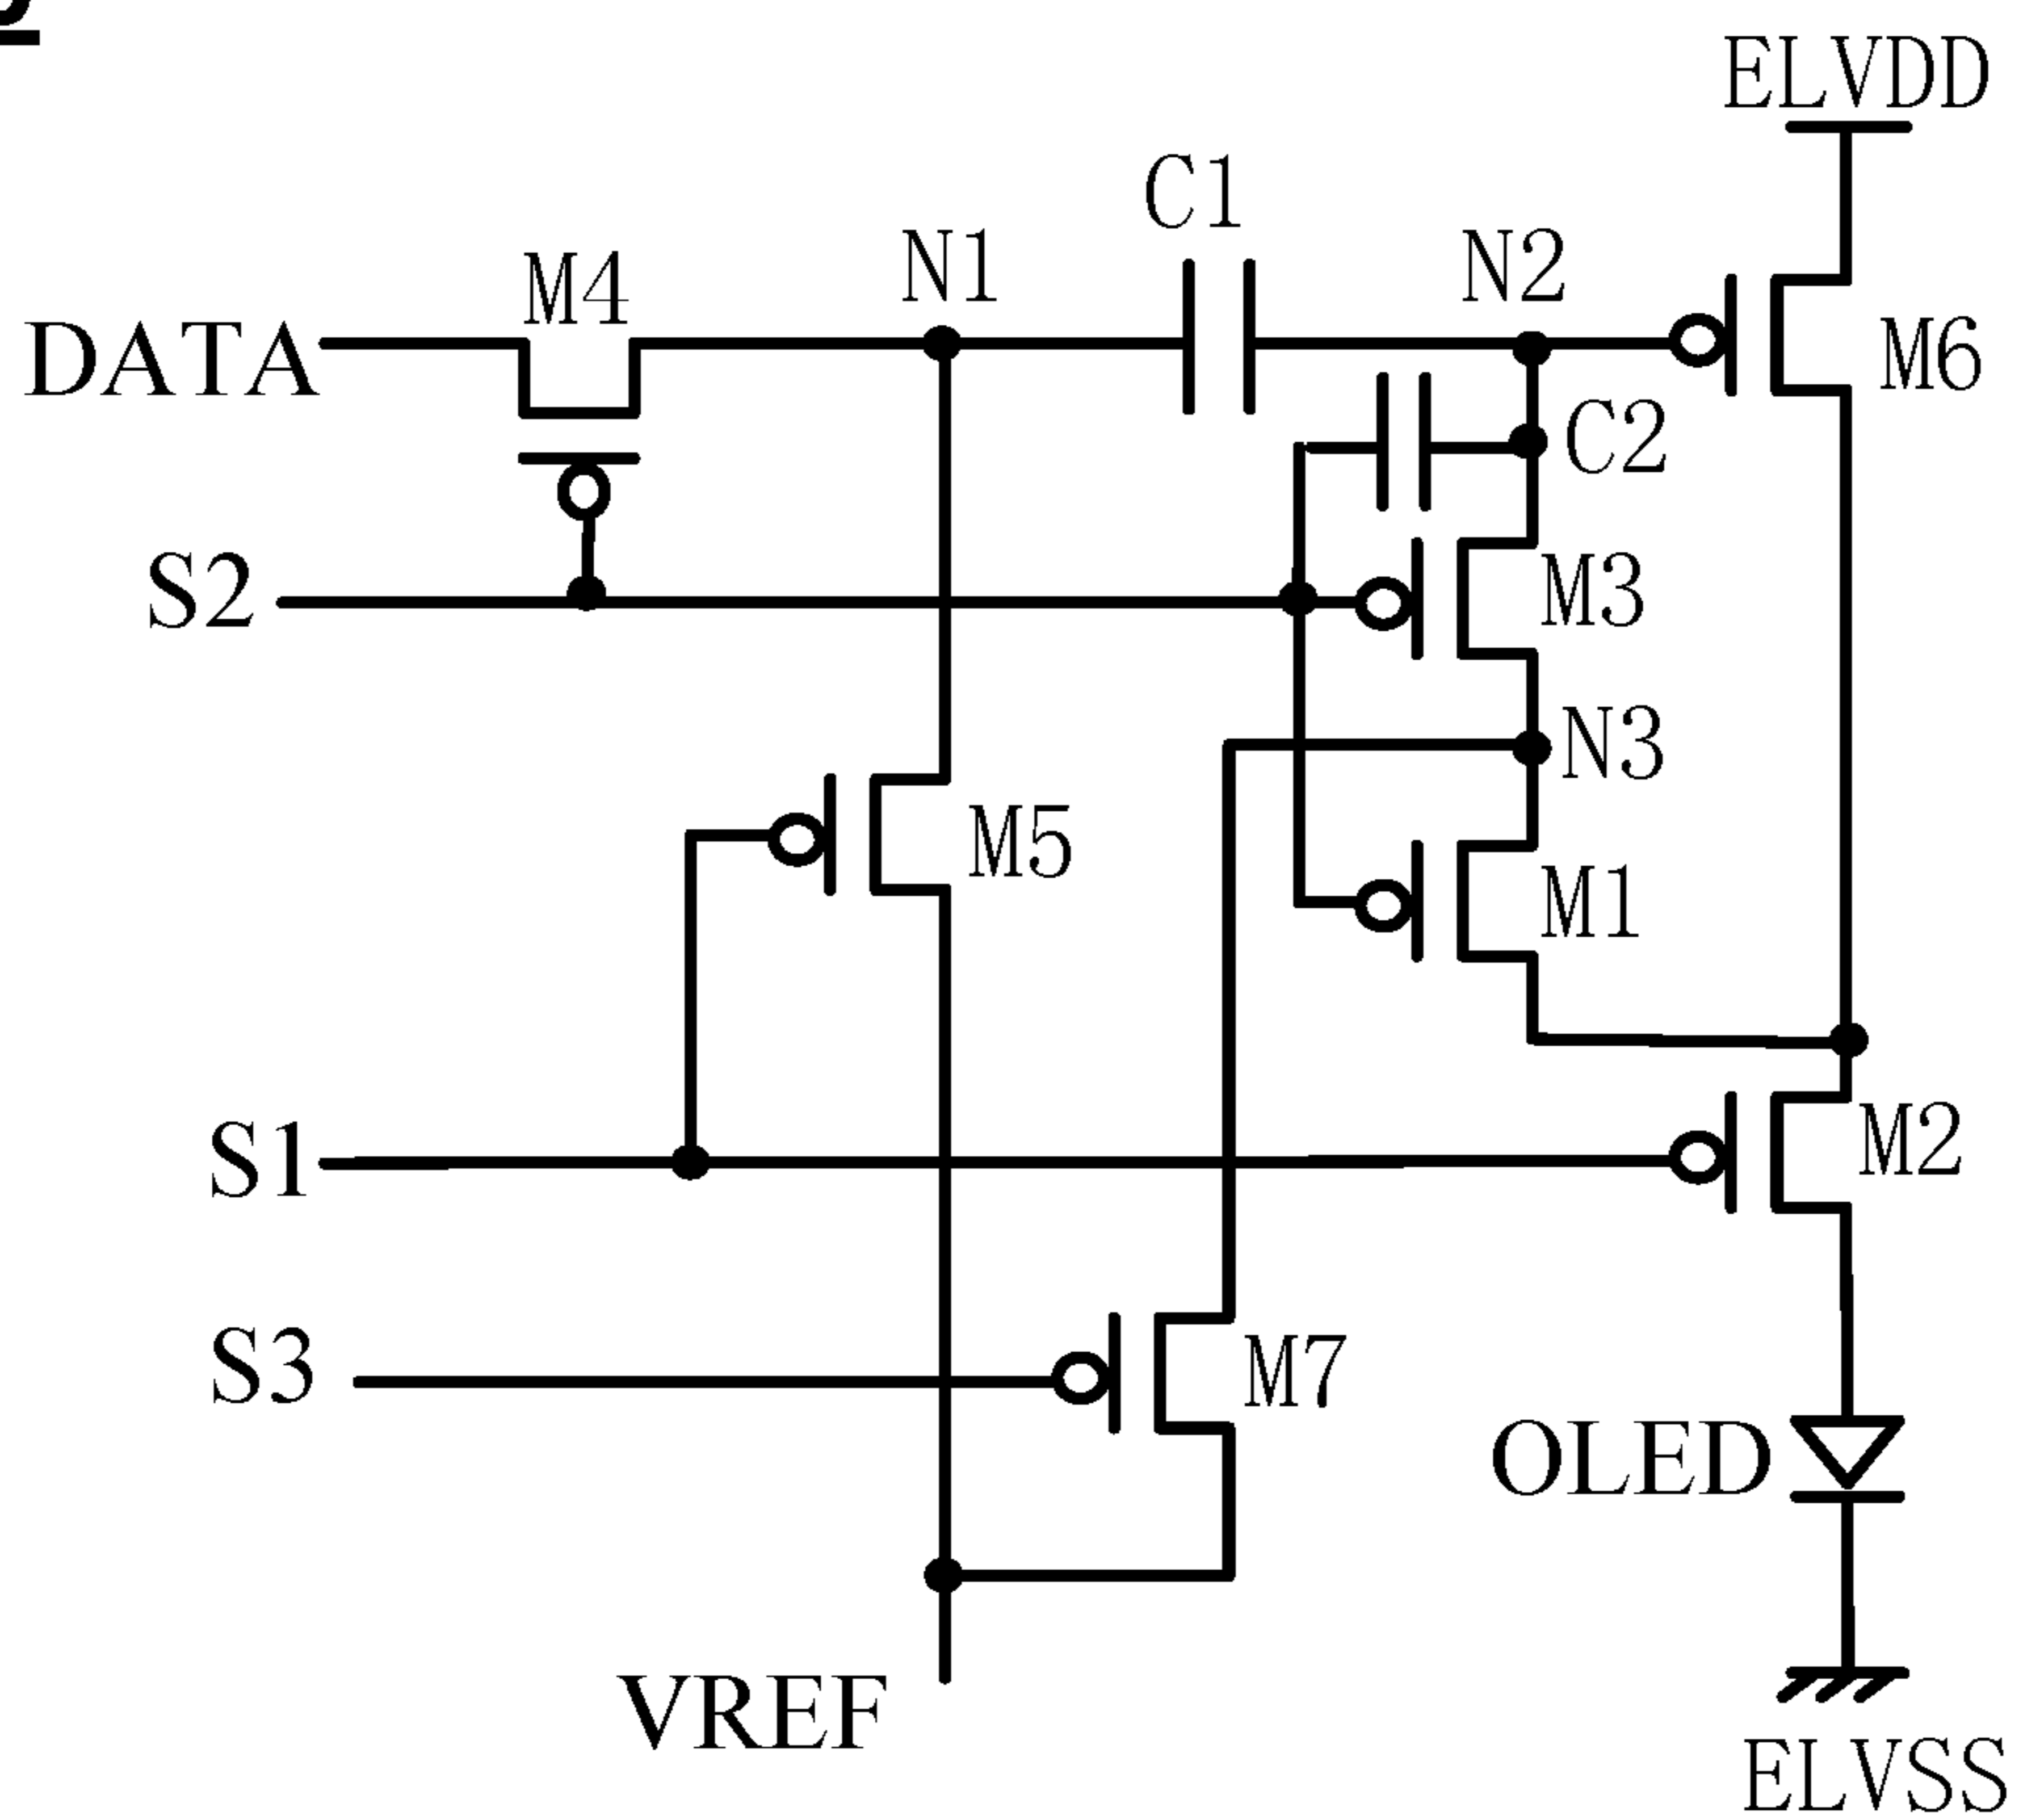 ELVDD
C1
N1
N2
M4
DATA
M6
C2
S2
M3
N3
M5
M1
S1
M2
S3
M7
OLED
VREF
ELVSS